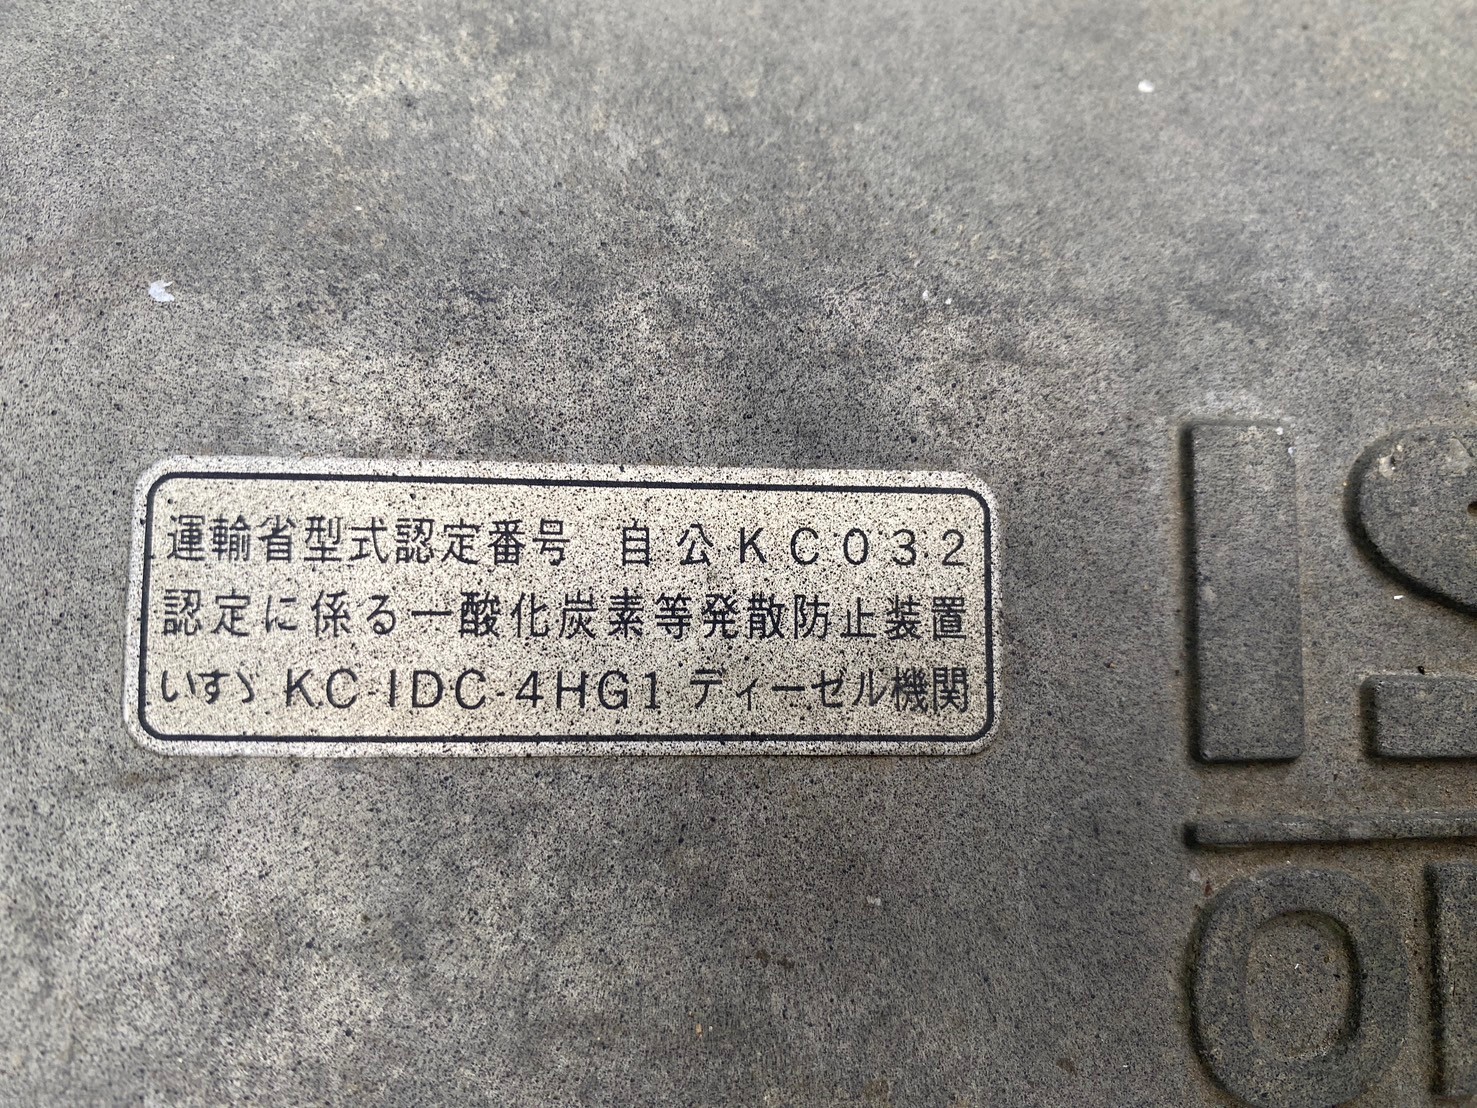 運輸省型式認定番号　自公KC032
認定に係る一酸化炭素等発散防止装置
いすゞ KC-IDC-4HG1 ディーゼル機関